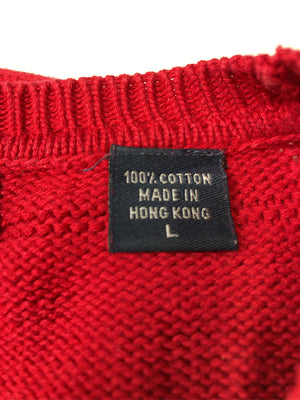 100% COTTON
MADE IN
HONG KONG
L